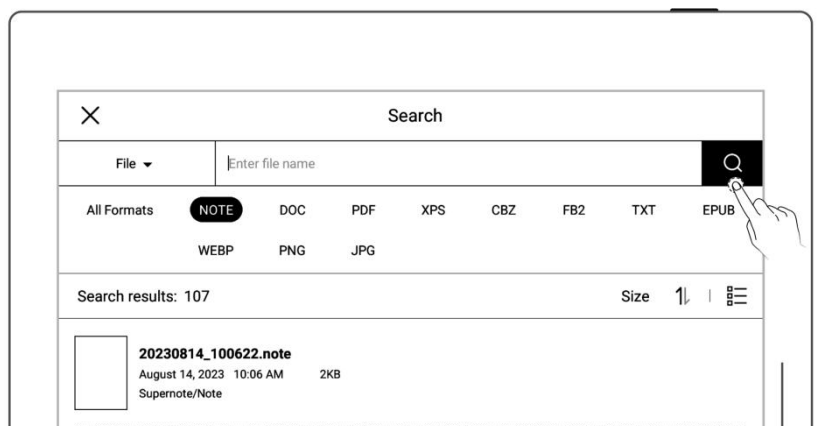 Search
File Enter file name
All Formats NOTE DOC PDF XPS CBZ FB2 TXT EPUB
WEBP PNG JPG
Search results: 107 Size
20230814_100622.note
August 14, 2023 10:06 AM 2KB
Supernote/Note